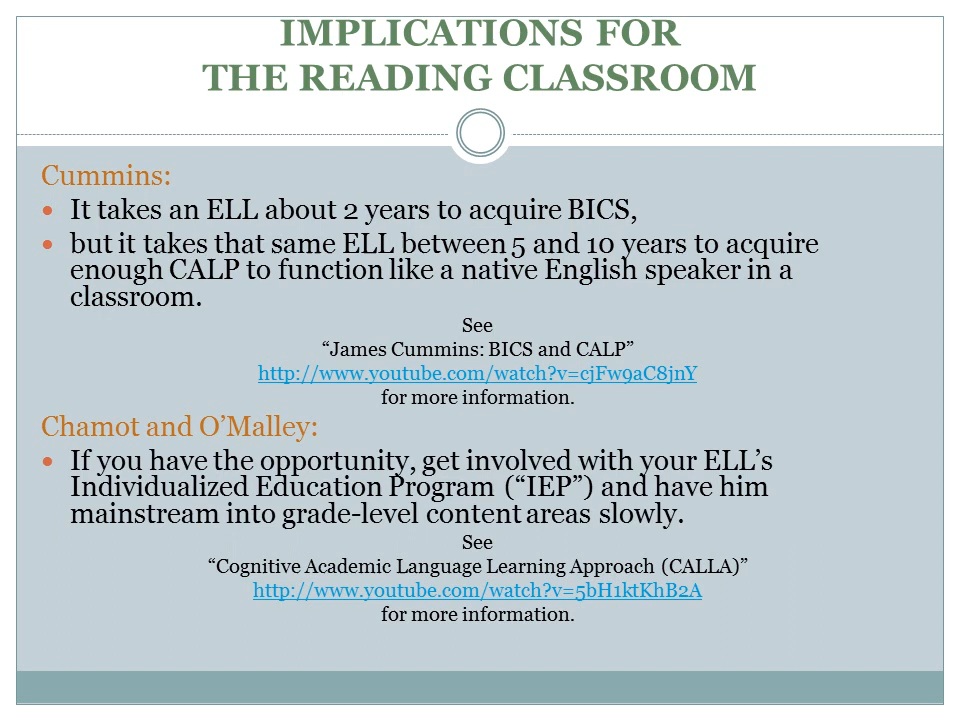 IMPLICATIONS FOR
THE READING CLASSROOM
Cummins:
• It takes an ELL about 2 years to acquire BICS,
• but it takes that same ELL between 5 and 10 years to acquire
enough CALP to function like a native English speaker in a
classroom.
See
“James Cummins: BICS and CALP”
http://www.youtube.com/watch?v=cjFw9aC8jnY
for more information.
Chamot and O’Malley:
• If you have the opportunity, get involved with your ELL’s
Individualized Education Program (“IEP”) and have him
mainstream into grade-level content areas slowly.
See
“Cognitive Academic Language Learning Approach (CALLA)”
http://www.youtube.com/watch?v=5bH1ktKhB2A
for more information.